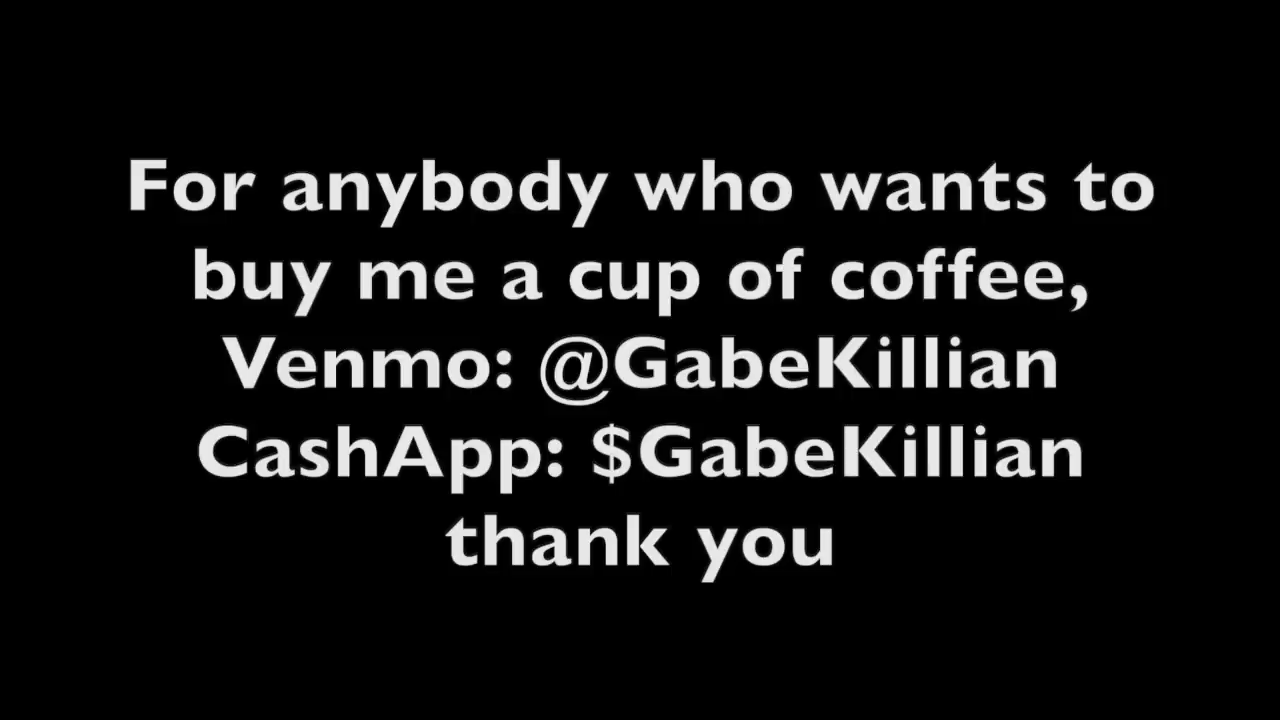 For anybody who wants to
buy me a cup of coffee,
Venmo: @GabeKillian
CashApp: $GabeKillian
thank you